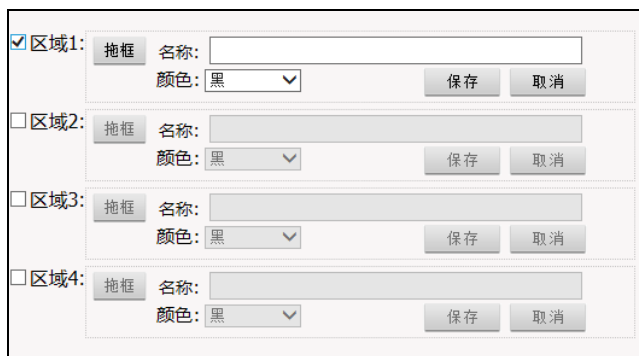 区域1: 拖框 名称:
颜色: 黑 保存 取消
区域2: 拖框 名称:
颜色: 黑 保存 取消
区域3: 拖框 名称:
颜色: 黑 保存 取消
区域4: 拖框 名称:
颜色: 黑 保存 取消